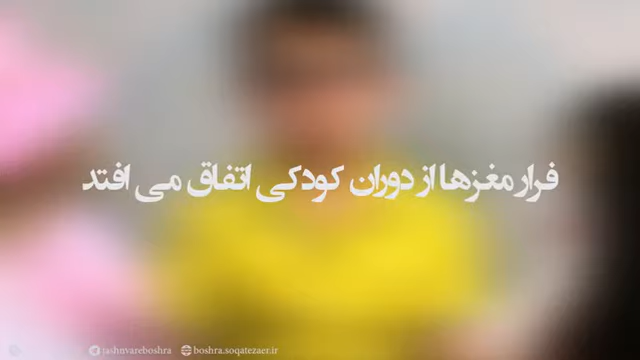 فرار مغزها از دوران کودکی اتفاق می افتد
jashnvareboshra boshra.soqatezaer.ir